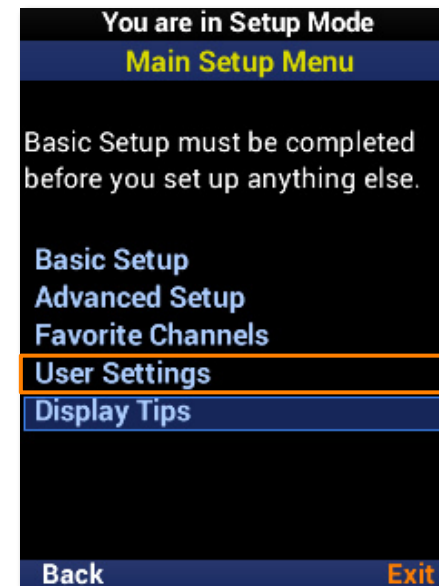 You are in Setup Mode
Main Setup Menu
Basic Setup must be completed
before you set up anything else.
Basic Setup
Advanced Setup
Favorite Channels
User Settings
Display Tips
Back Exit